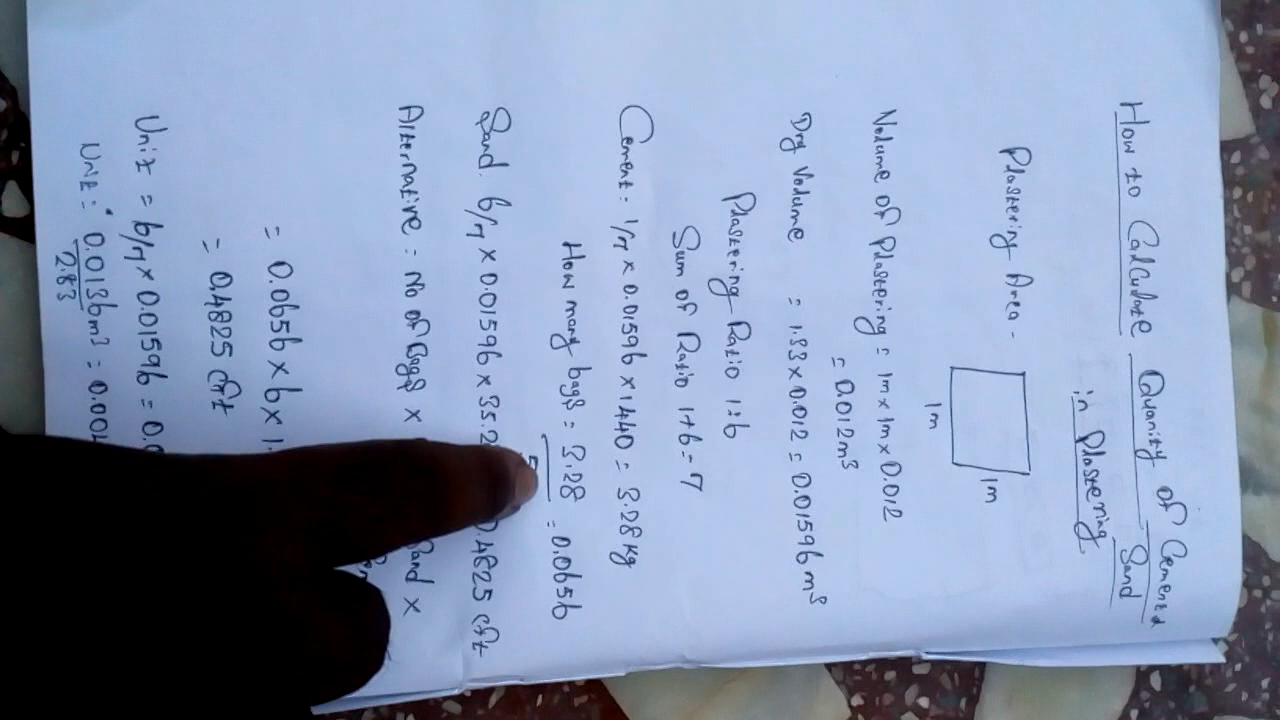 How to Calculate Quantity of Cement &
Sand
in Plastering
Plastering Area -
1m
1m
Volume of Plastering = 1m x 1m x 0.012
= 0.012m³
Dry Volume = 1.33 x 0.012 = 0.01596 m³
Plastering Ratio 1:6
Sum of Ratio 1+6 = 7
Cement = 1/7 x 0.01596 x 1440 = 3.28 kg
How many bags = 3.28 = 0.0656
Sand. 6/7 x 0.01596 x 35.2 0.4825 cft
Alternative = No of Bags x Sand x
= 0.0656 x 6 x 1.
= 0.4825 cft
Unit = 6/7 x 0.01596 = 0.0
Unit = 0.0136m³ = 0.00
2.83